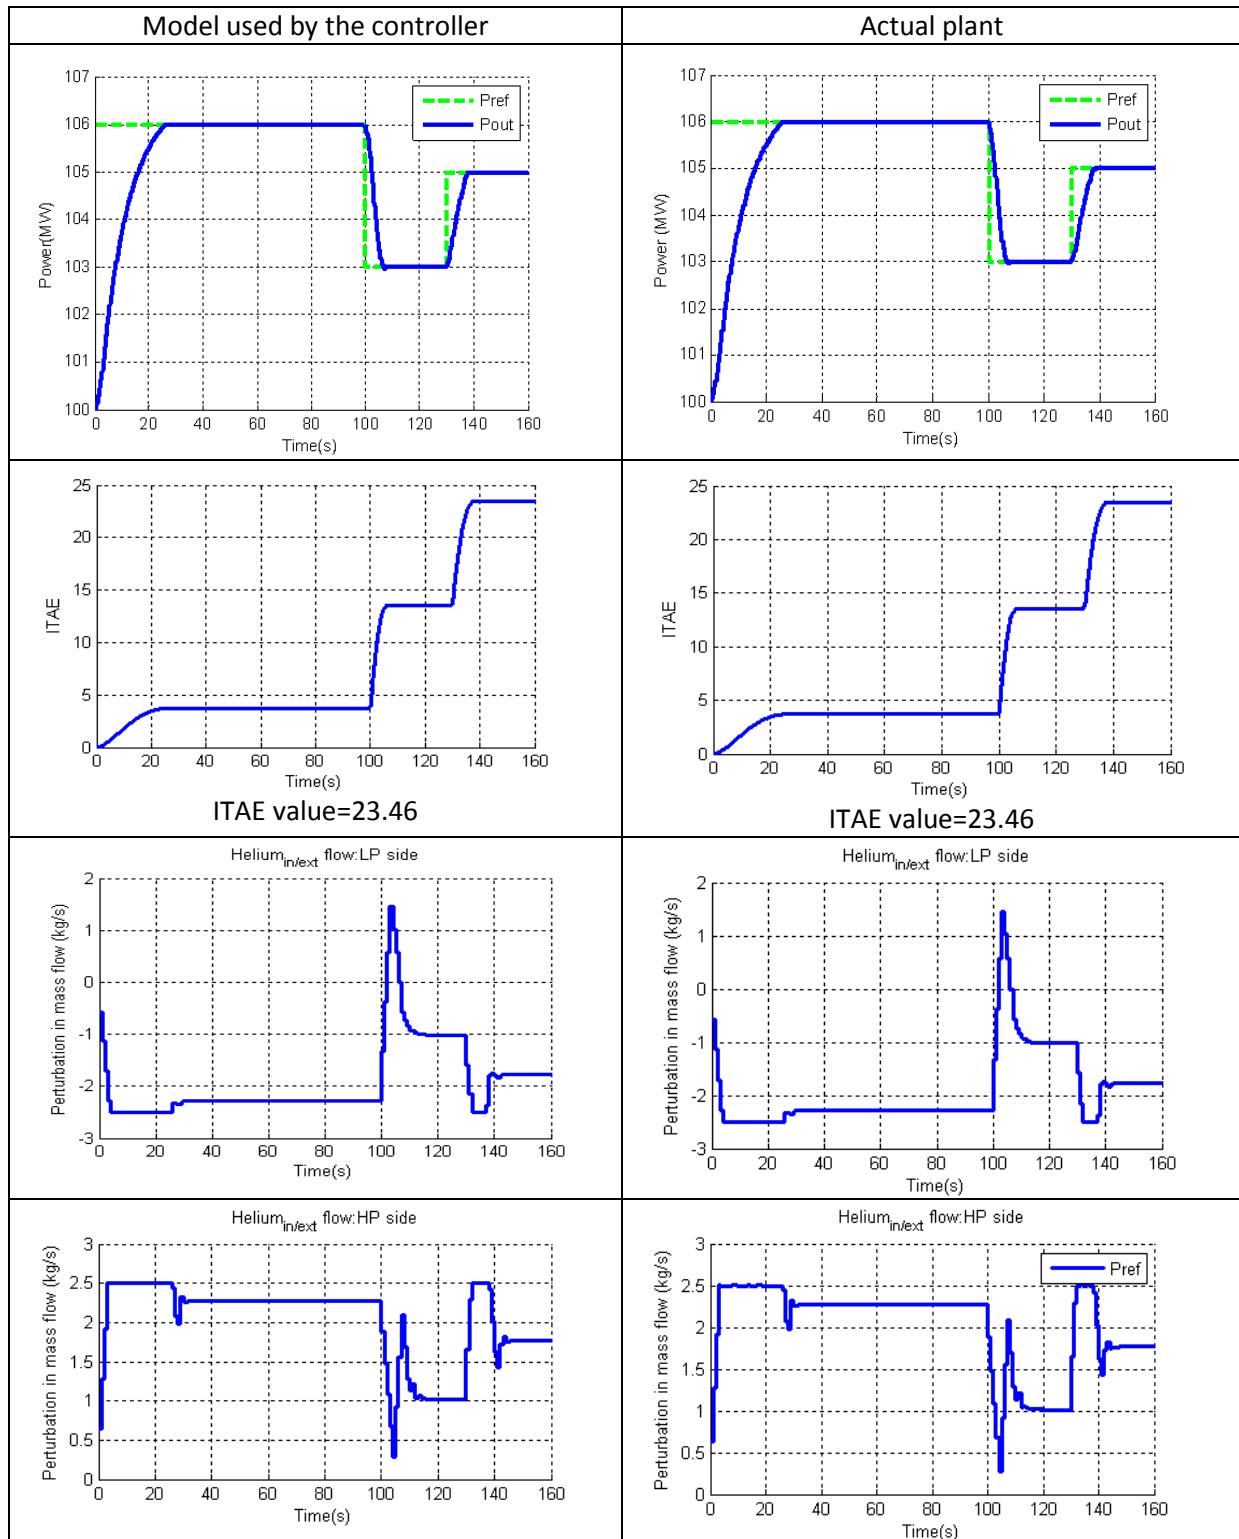 Model used by the controller
Actual plant
107
106
105
104
103
102
101
100
Power(MW)
Pref
Pout
0 20 40 60 80 100 120 140 160
Time(s)
107
106
105
104
103
102
101
100
Power (MW)
Pref
Pout
0 20 40 60 80 100 120 140 160
Time(s)
25
20
15
10
5
0
ITAE
0 20 40 60 80 100 120 140 160
Time(s)
ITAE value=23.46
25
20
15
10
5
0
ITAE
0 20 40 60 80 100 120 140 160
Time(s)
ITAE value=23.46
Helium in/ext flow:LP side
2
1
0
-1
-2
-3
Perturbation in mass flow (kg/s)
0 20 40 60 80 100 120 140 160
Time(s)
Helium in/ext flow:LP side
2
1
0
-1
-2
-3
Perturbation in mass flow (kg/s)
0 20 40 60 80 100 120 140 160
Time(s)
Helium in/ext flow:HP side
3
2.5
2
1.5
1
0.5
0
Perturbation in mass flow (kg/s)
0 20 40 60 80 100 120 140 160
Time(s)
Helium in/ext flow:HP side
3
2.5
2
1.5
1
0.5
0
Perturbation in mass flow (kg/s)
Pref
0 20 40 60 80 100 120 140 160
Time(s)